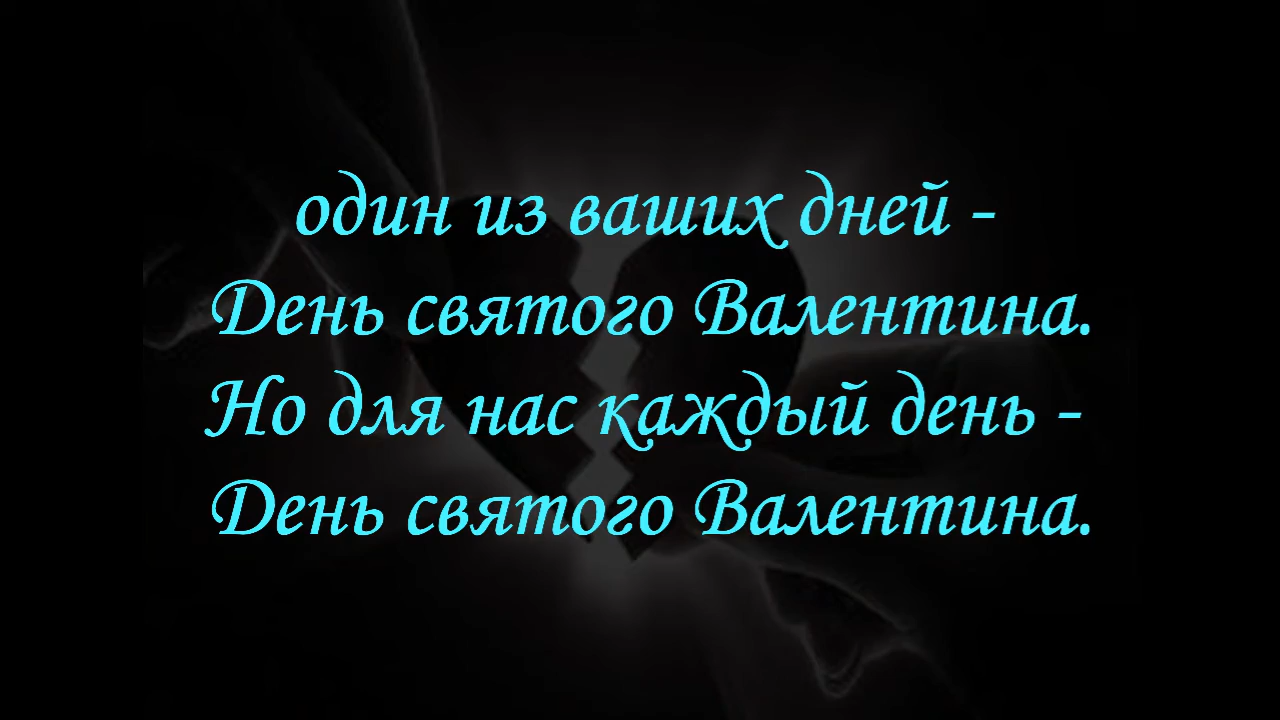 один из ваших дней -
День святого Валентина.
Но для нас каждый день -
День святого Валентина.